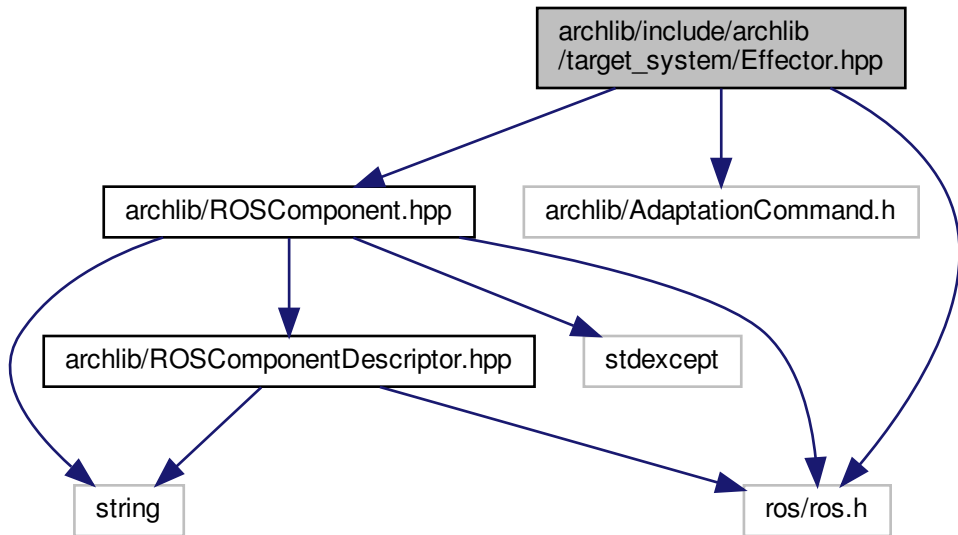 archlib/include/archlib
/target_system/Effector.hpp
archlib/ROSComponent.hpp
archlib/AdaptationCommand.h
archlib/ROSComponentDescriptor.hpp
stdexcept
string
ros/ros.h